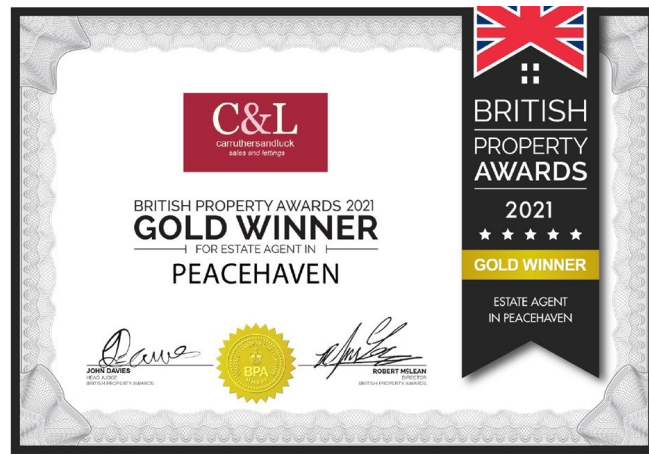 C&L
carruthersandluck
sales and lettings
BRITISH PROPERTY AWARDS 2021
GOLD WINNER
FOR ESTATE AGENT IN
PEACEHAVEN
JOHN DAVIES
HEAD JUDGE
BRITISH PROPERTY AWARDS
BPA
ROBERT McLEAN
DIRECTOR
BRITISH PROPERTY AWARDS
BRITISH
PROPERTY
AWARDS
2021
GOLD WINNER
ESTATE AGENT
IN PEACEHAVEN